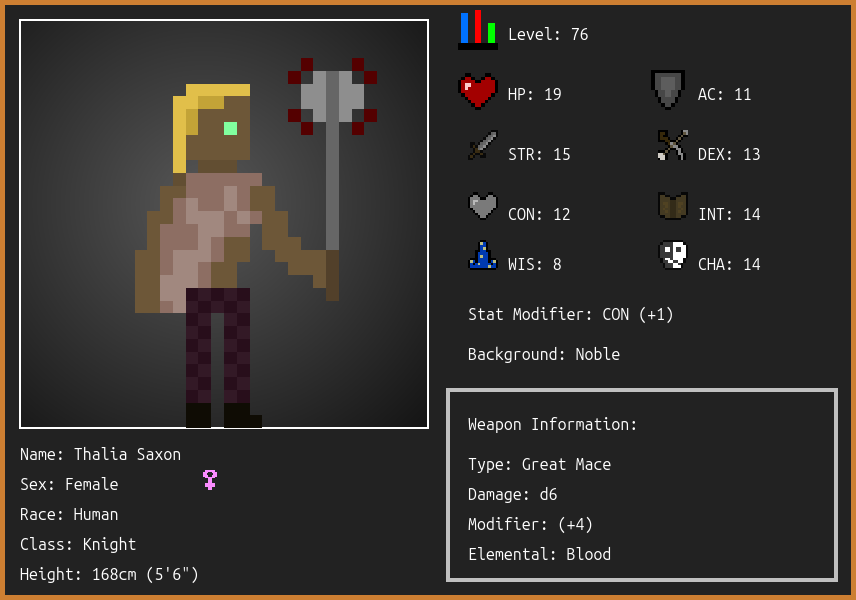 Level: 76
HP: 19
AC: 11
STR: 15
DEX: 13
CON: 12
INT: 14
WIS: 8
CHA: 14
Stat Modifier: CON (+1)
Background: Noble
Weapon Information:
Type: Great Mace
Damage: d6
Modifier: (+4)
Elemental: Blood
Name: Thalia Saxon
Sex: Female
Race: Human
Class: Knight
Height: 168cm (5'6")